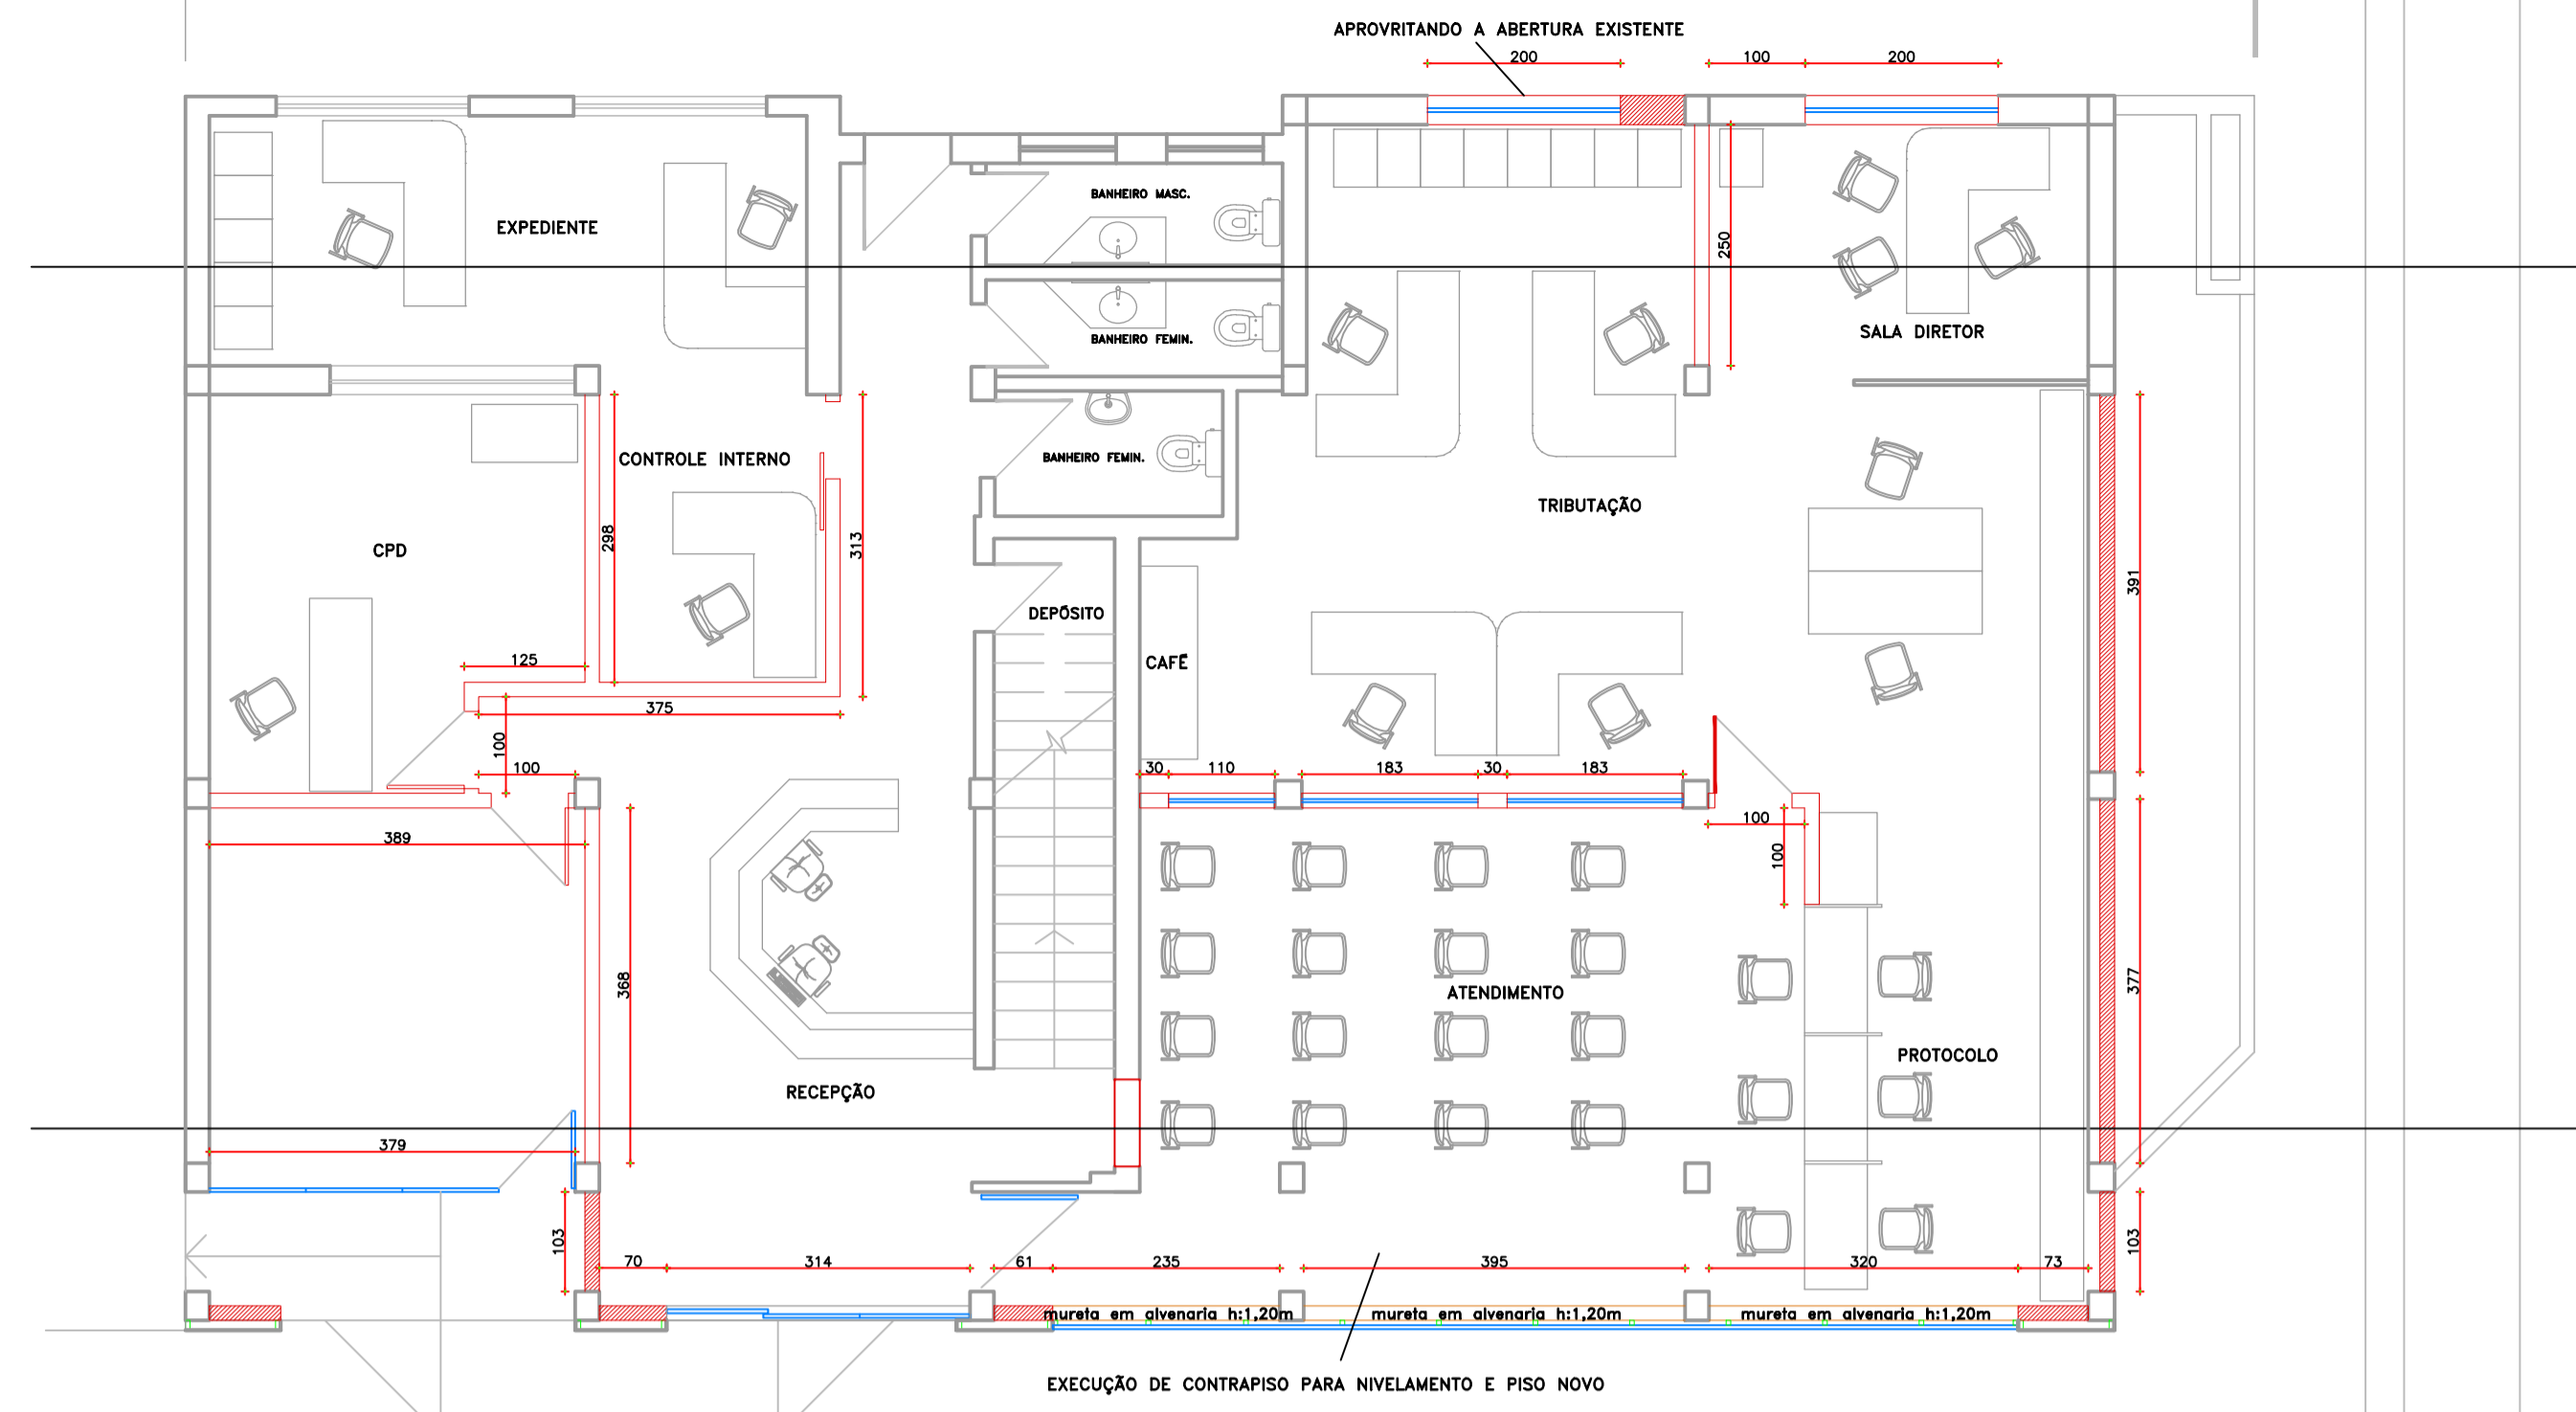 APROVRITANDO A ABERTURA EXISTENTE
200
100
200
BANHEIRO MASC.
EXPEDIENTE
250
SALA DIRETOR
BANHEIRO FEMIN.
CONTROLE INTERNO
BANHEIRO FEMIN.
TRIBUTAÇÃO
298
313
CPD
391
DEPÓSITO
125
CAFÉ
375
100
100
30
110
183
30
183
100
389
100
368
377
ATENDIMENTO
PROTOCOLO
RECEPÇÃO
379
103
103
70
314
61
235
395
320
73
mureta em alvenaria h:1,20m
mureta em alvenaria h:1,20m
mureta em alvenaria h:1,20m
EXECUÇÃO DE CONTRAPISO PARA NIVELAMENTO E PISO NOVO